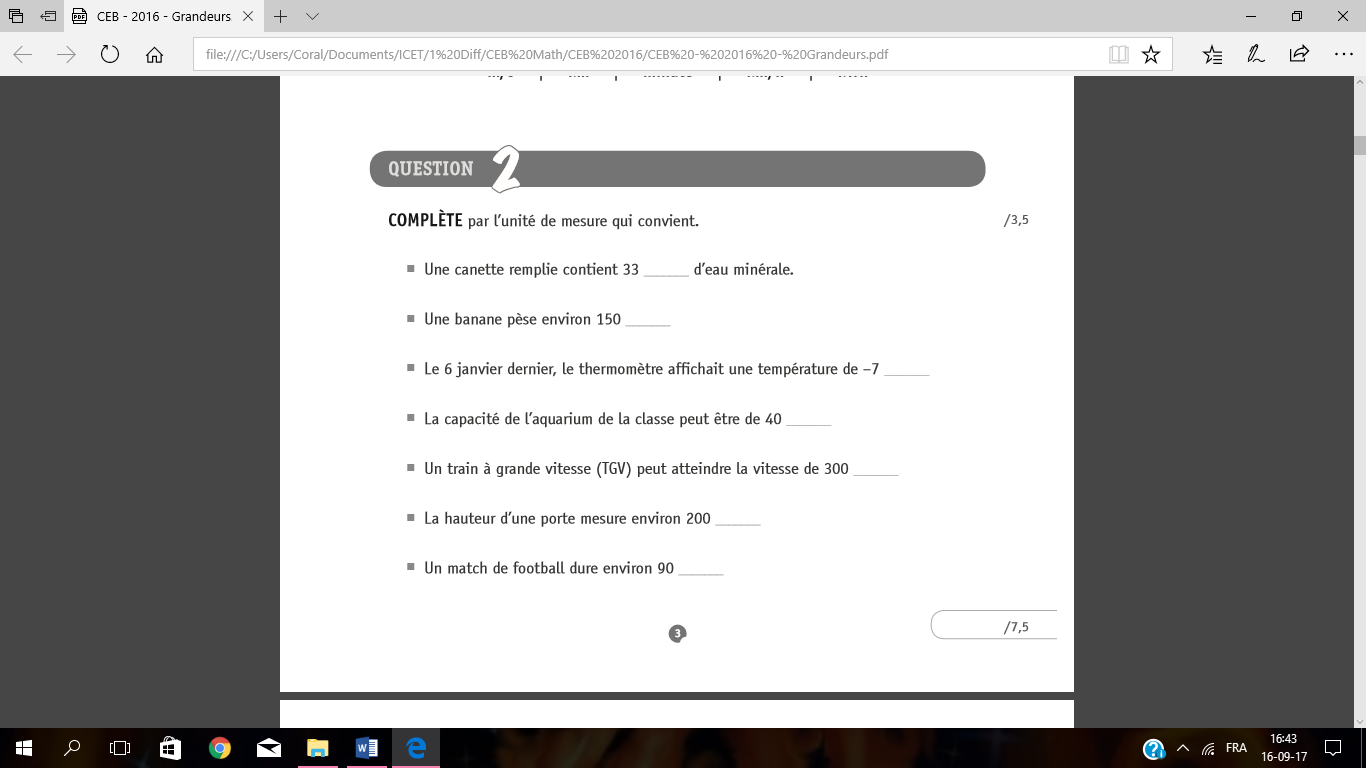 CEB - 2016 - Grandeurs
file:///C:/Users/Coral/Documents/ICET/1%20Diff/CEB%20Math/CEB%202016/CEB%20-%202016%20-%20Grandeurs.pdf
QUESTION 2
COMPLÈTE par l'unité de mesure qui convient. /3,5
Une canette remplie contient 33 ______ d'eau minérale.
Une banane pèse environ 150 ______
Le 6 janvier dernier, le thermomètre affichait une température de –7 ______
La capacité de l'aquarium de la classe peut être de 40 ______
Un train à grande vitesse (TGV) peut atteindre la vitesse de 300 ______
La hauteur d'une porte mesure environ 200 ______
Un match de football dure environ 90 ______
/7,5
3
FRA
16:43
16-09-17